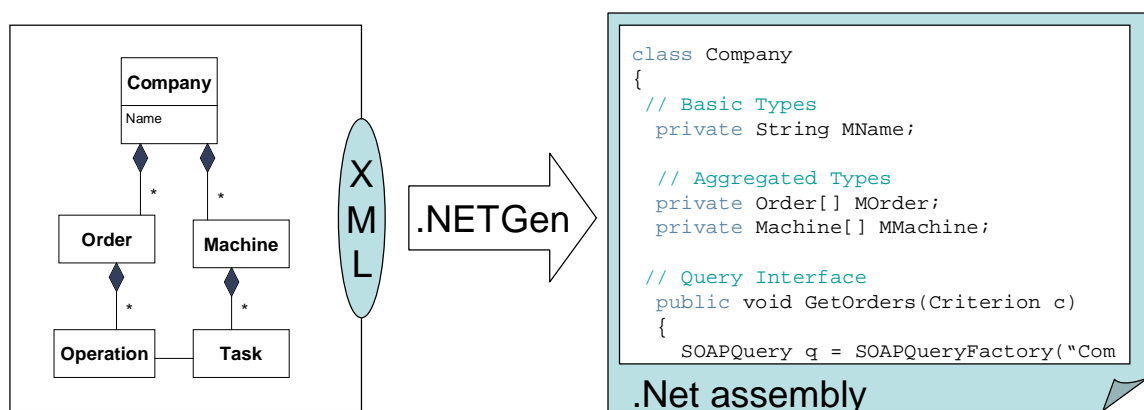 Company
Name
*
*
Order
Machine
*
*
Operation
Task
X
M
L
.NETGen
class Company
{
// Basic Types
private String MName;
// Aggregated Types
private Order[] MOrder;
private Machine[] MMachine;
// Query Interface
public void GetOrders(Criterion c)
{
SOAPQuery q = SOAPQueryFactory(“Com
.Net assembly